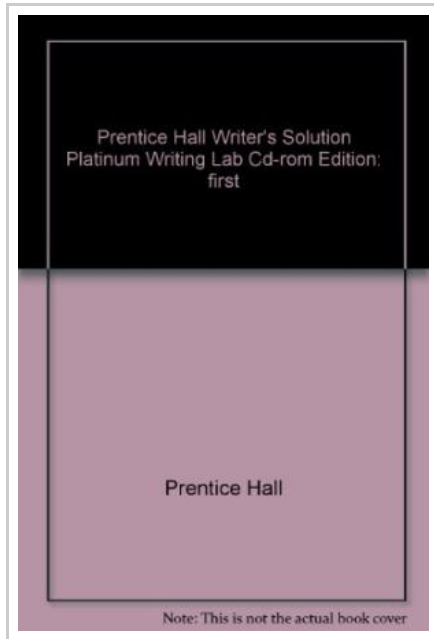 Prentice Hall Writer's Solution
Platinum Writing Lab Cd-rom Edition:
first
Prentice Hall
Note: This is not the actual book cover